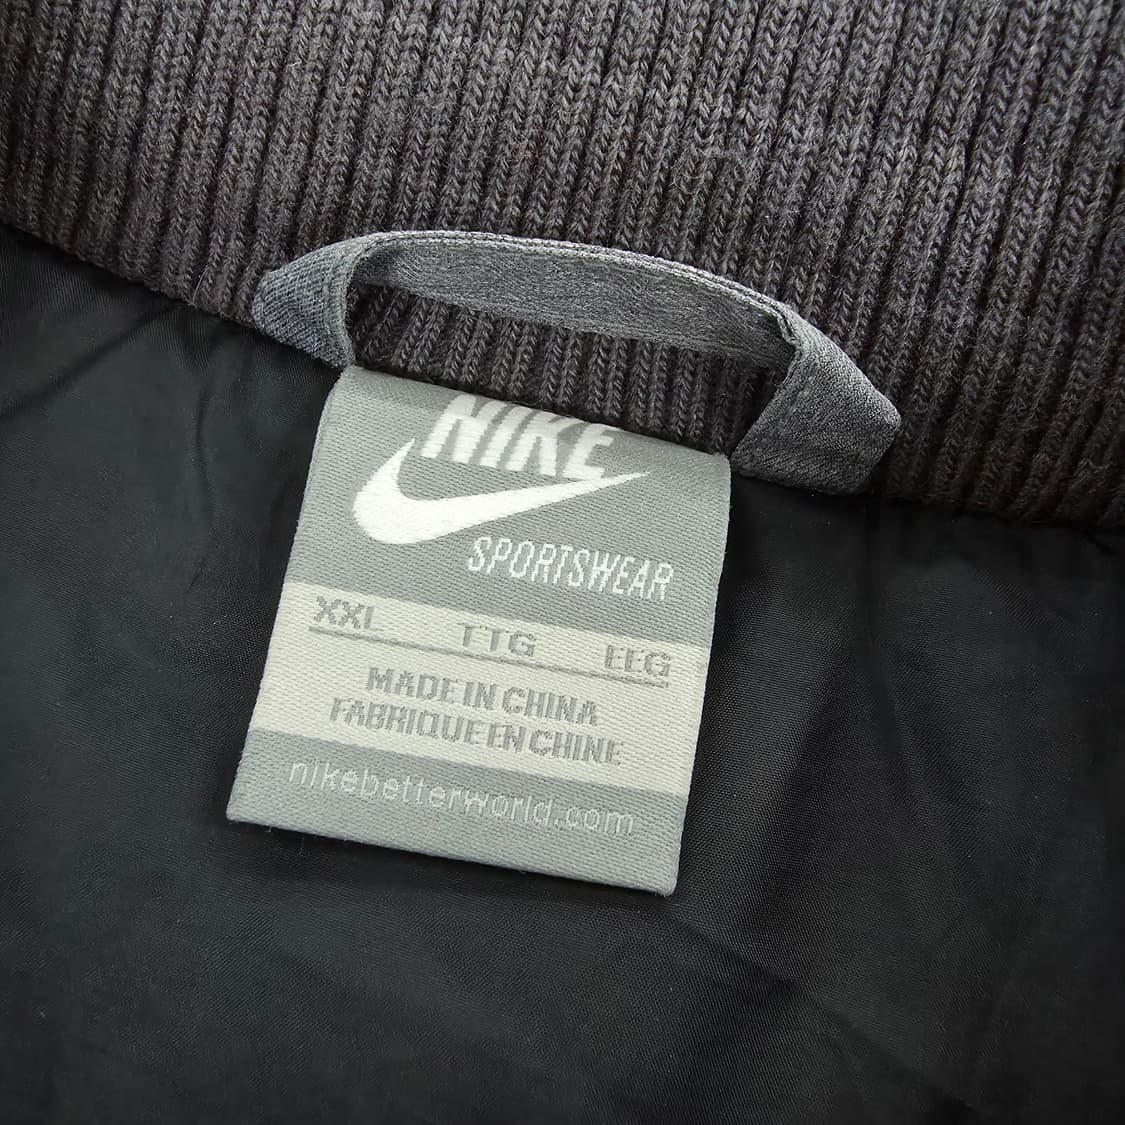 NIKE
SPORTSWEAR
XXL TTG EEG
MADE IN CHINA
FABRIQUE EN CHINE
nikebetterworld.com